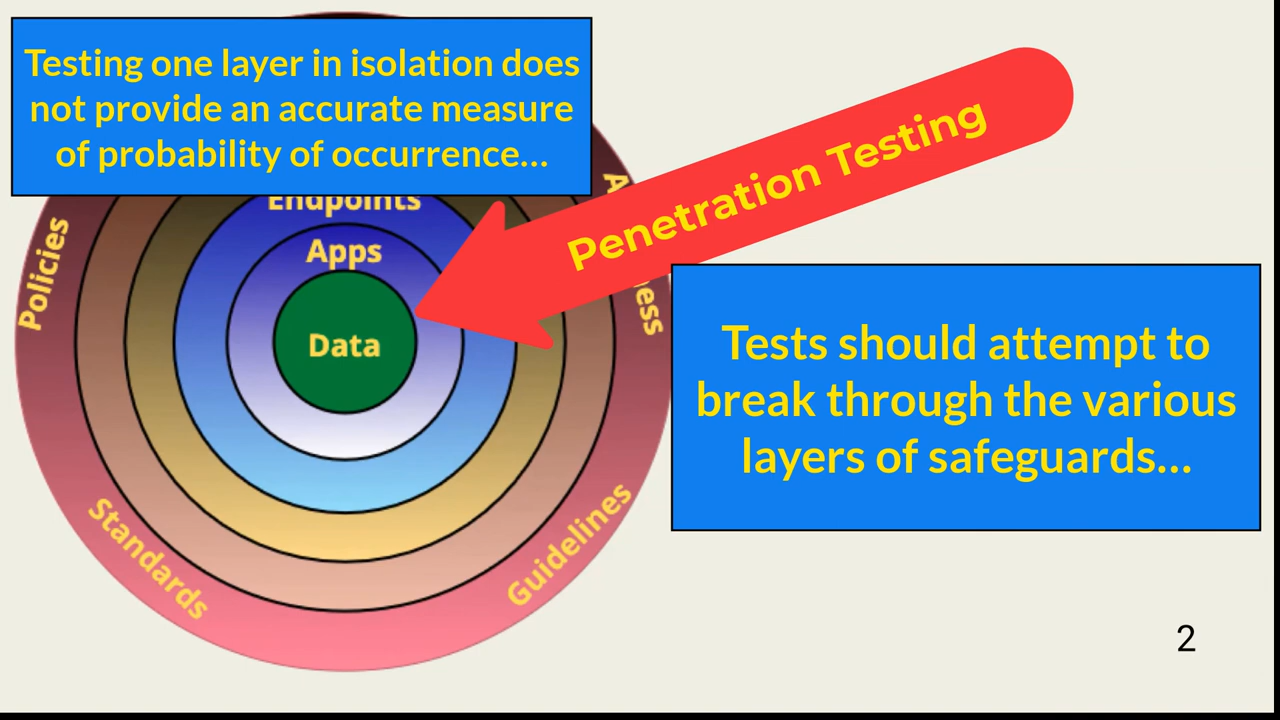 Testing one layer in isolation does
not provide an accurate measure
of probability of occurrence...
Penetration Testing
Endpoints
Apps
Data
Policies
Standards
Guidelines
Tests should attempt to
break through the various
layers of safeguards...
2